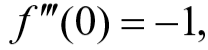 f'''(0) = −1,